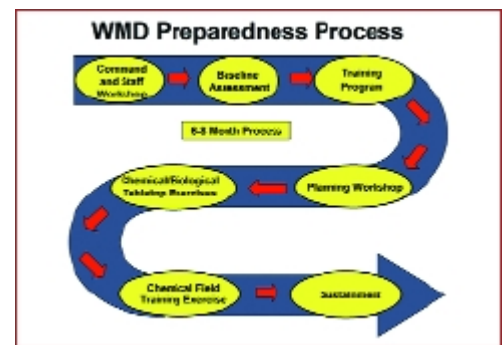 WMD Preparedness Process
Command
and Staff
Workshop
Baseline
Assessment
Training
Program
6-8 Month Process
Chemical/Biological
Tabletop Exercises
Planning Workshop
Chemical Field
Training Exercise
Sustainment